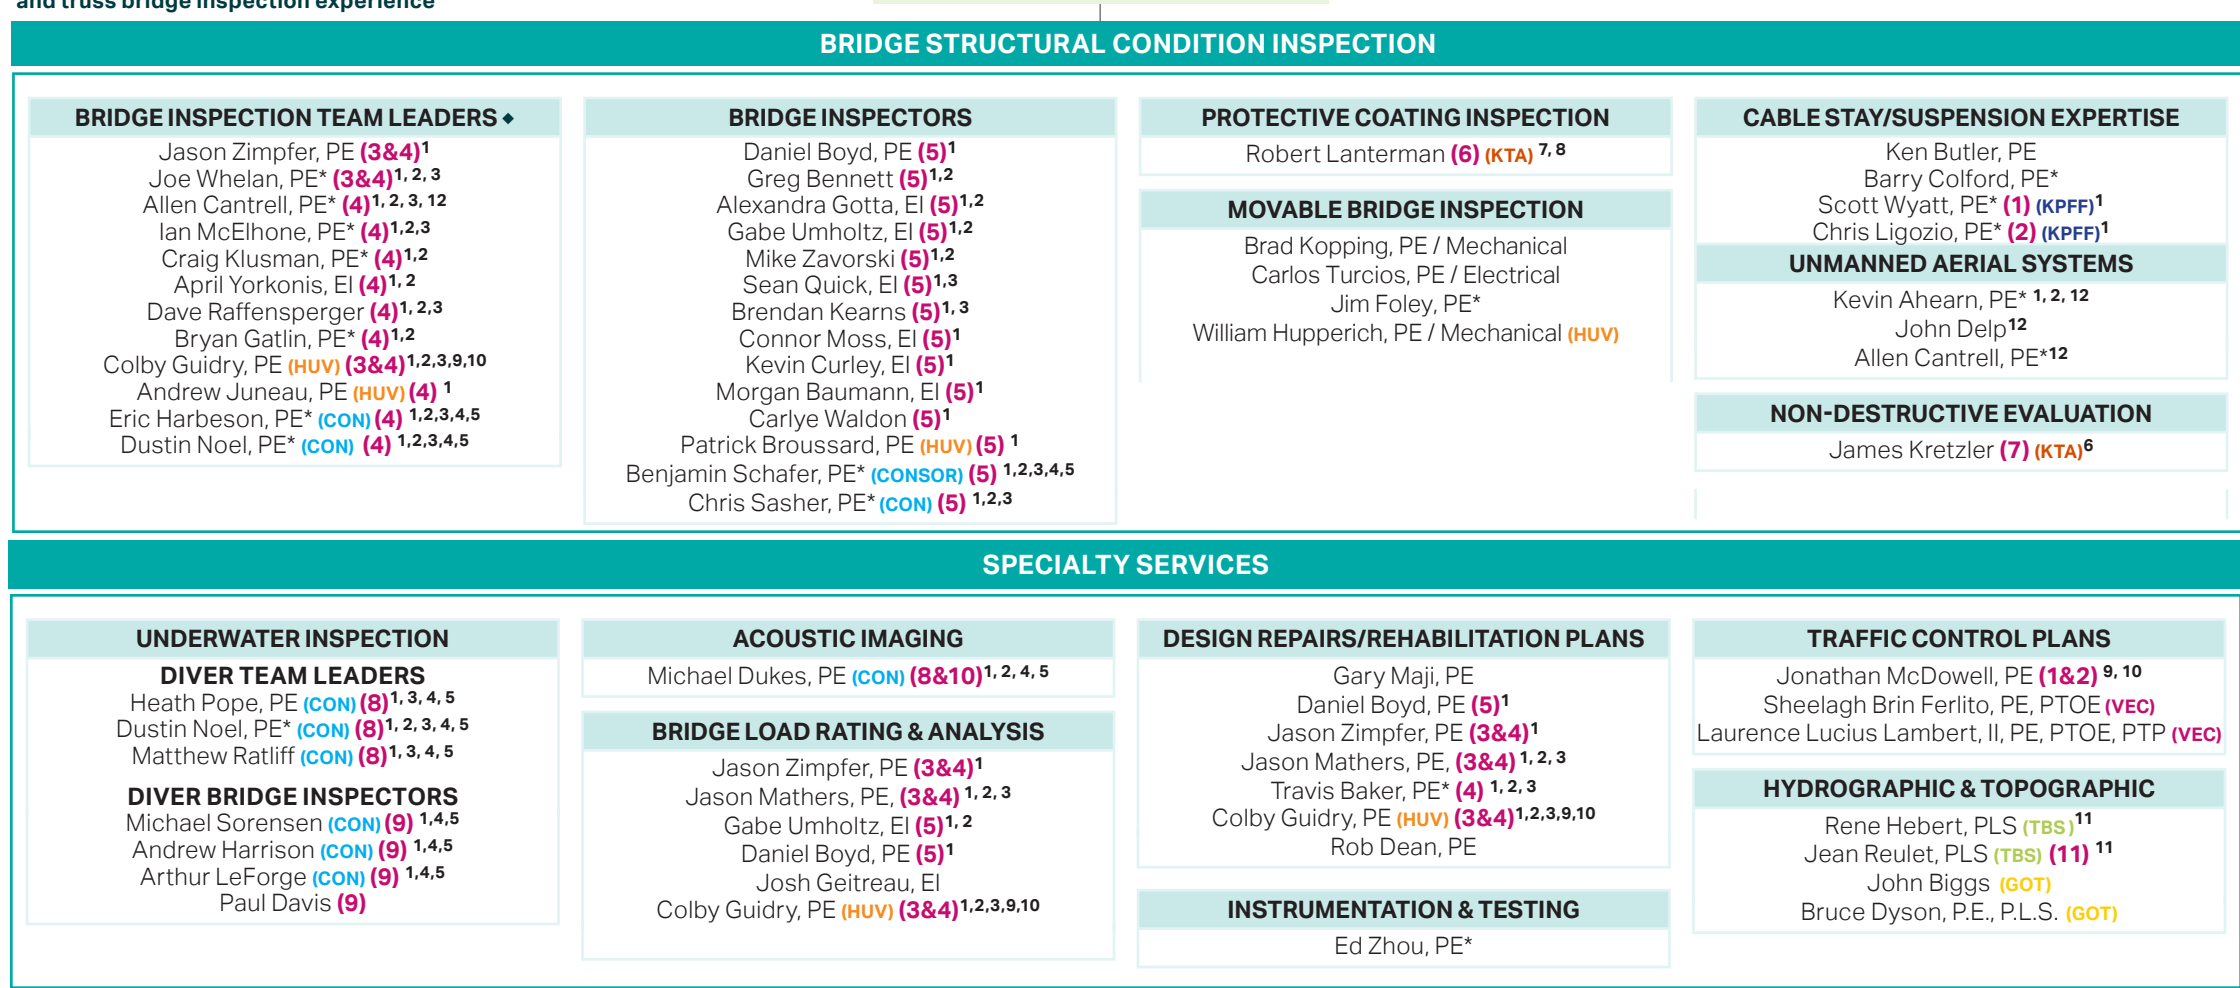 and truss bridge inspection experience
BRIDGE STRUCTURAL CONDITION INSPECTION
BRIDGE INSPECTION TEAM LEADERS ◆
Jason Zimpfer, PE (3&4)1
Joe Whelan, PE* (3&4)1, 2, 3
Allen Cantrell, PE* (4)1, 2, 3, 12
Ian McElhone, PE* (4)1,2,3
Craig Klusman, PE* (4)1,2
April Yorkonis, EI (4)1, 2
Dave Raffensperger (4)1, 2,3
Bryan Gatlin, PE* (4)1,2
Colby Guidry, PE (HUV) (3&4)1,2,3,9,10
Andrew Juneau, PE (HUV) (4) 1
Eric Harbeson, PE* (CON) (4) 1,2,3,4,5
Dustin Noel, PE* (CON) (4) 1,2,3,4,5
BRIDGE INSPECTORS
Daniel Boyd, PE (5)1
Greg Bennett (5)1,2
Alexandra Gotta, EI (5)1,2
Gabe Umholtz, EI (5)1,2
Mike Zavorski (5)1,2
Sean Quick, EI (5)1,3
Brendan Kearns (5)1, 3
Connor Moss, EI (5)1
Kevin Curley, EI (5)1
Morgan Baumann, EI (5)1
Carlye Waldon (5)1
Patrick Broussard, PE (HUV) (5) 1
Benjamin Schafer, PE* (CONSOR) (5) 1,2,3,4,5
Chris Sasher, PE* (CON) (5) 1,2,3
PROTECTIVE COATING INSPECTION
Robert Lanterman (6) (KTA) 7, 8
MOVABLE BRIDGE INSPECTION
Brad Kopping, PE / Mechanical
Carlos Turcios, PE / Electrical
Jim Foley, PE*
William Hupperich, PE / Mechanical (HUV)
CABLE STAY/SUSPENSION EXPERTISE
Ken Butler, PE
Barry Colford, PE*
Scott Wyatt, PE* (1) (KPFF)1
Chris Ligozio, PE* (2) (KPFF)1
UNMANNED AERIAL SYSTEMS
Kevin Ahearn, PE* 1, 2, 12
John Delp12
Allen Cantrell, PE*12
NON-DESTRUCTIVE EVALUATION
James Kretzler (7) (KTA)6
SPECIALTY SERVICES
UNDERWATER INSPECTION
DIVER TEAM LEADERS
Heath Pope, PE (CON) (8)1, 3, 4, 5
Dustin Noel, PE* (CON) (8)1, 2, 3, 4, 5
Matthew Ratliff (CON) (8)1, 3, 4, 5
DIVER BRIDGE INSPECTORS
Michael Sorensen (CON) (9) 1,4,5
Andrew Harrison (CON) (9) 1,4,5
Arthur LeForge (CON) (9) 1,4,5
Paul Davis (9)
ACOUSTIC IMAGING
Michael Dukes, PE (CON) (8&10)1, 2, 4, 5
BRIDGE LOAD RATING & ANALYSIS
Jason Zimpfer, PE (3&4)1
Jason Mathers, PE, (3&4) 1, 2, 3
Gabe Umholtz, EI (5)1, 2
Daniel Boyd, PE (5)1
Josh Geitreau, EI
Colby Guidry, PE (HUV) (3&4)1,2,3,9,10
DESIGN REPAIRS/REHABILITATION PLANS
Gary Maji, PE
Daniel Boyd, PE (5)1
Jason Zimpfer, PE (3&4)1
Jason Mathers, PE, (3&4) 1, 2, 3
Travis Baker, PE* (4) 1, 2, 3
Colby Guidry, PE (HUV) (3&4)1,2,3,9,10
Rob Dean, PE
INSTRUMENTATION & TESTING
Ed Zhou, PE*
TRAFFIC CONTROL PLANS
Jonathan McDowell, PE (1&2) 9, 10
Sheelagh Brin Ferlito, PE, PTOE (VEC)
Laurence Lucius Lambert, II, PE, PTOE, PTP (VEC)
HYDROGRAPHIC & TOPOGRAPHIC
Rene Hebert, PLS (TBS)11
Jean Reulet, PLS (TBS) (11) 11
John Biggs (GOT)
Bruce Dyson, P.E., P.L.S. (GOT)